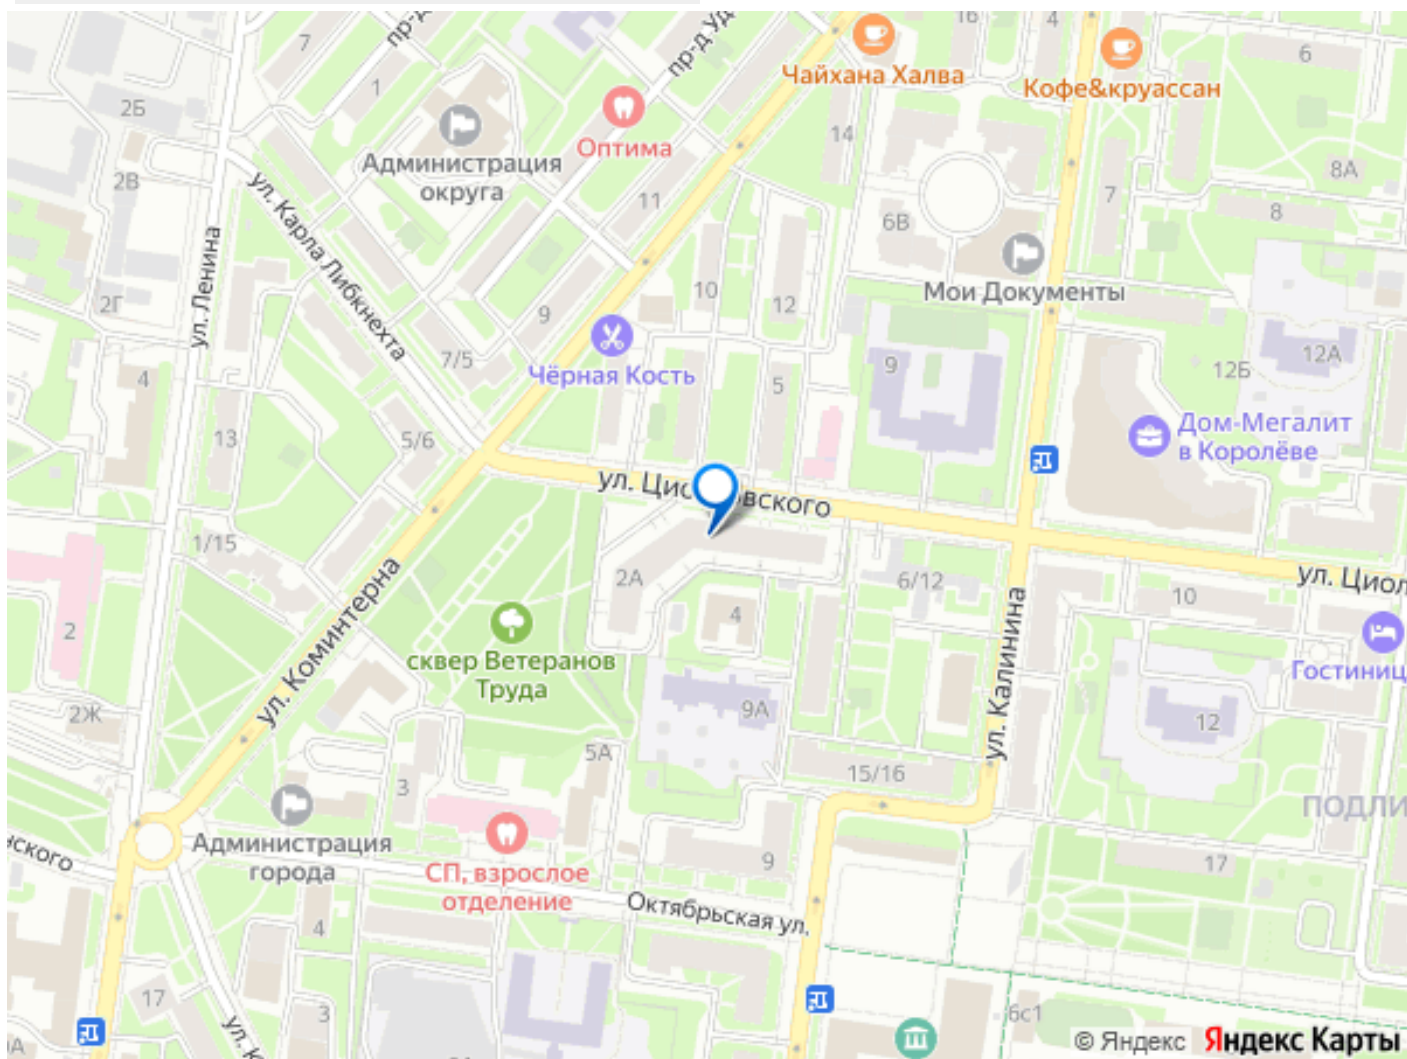 пр-д
7
1
2Б
Администрация
округа
Оптима
пр-д Уд
Чайхана Халва
16
4
Кофе&круассан
6
14
11
8А
2В
ул. Карла Либкнехта
ул. Ленина
6В
7
8
Мои Документы
2Г
10
12
9
Чёрная Кость
7/5
5
9
12А
12Б
4
13
5/6
Дом-Мегалит
в Королёве
ул. Цио
вского
1/15
2А
6/12
ул. Циол
10
ул. Коминтерна
2
4
сквер Ветеранов
Труда
ул. Калинина
Гостиниц
2Ж
9А
12
5А
3
15/16
ПОДЛИ
Администрация
города
нского
СП, взрослое
отделение
9
17
4
Октябрьская ул.
17
3
ул. К
6с1
© Яндекс Яндекс Карты